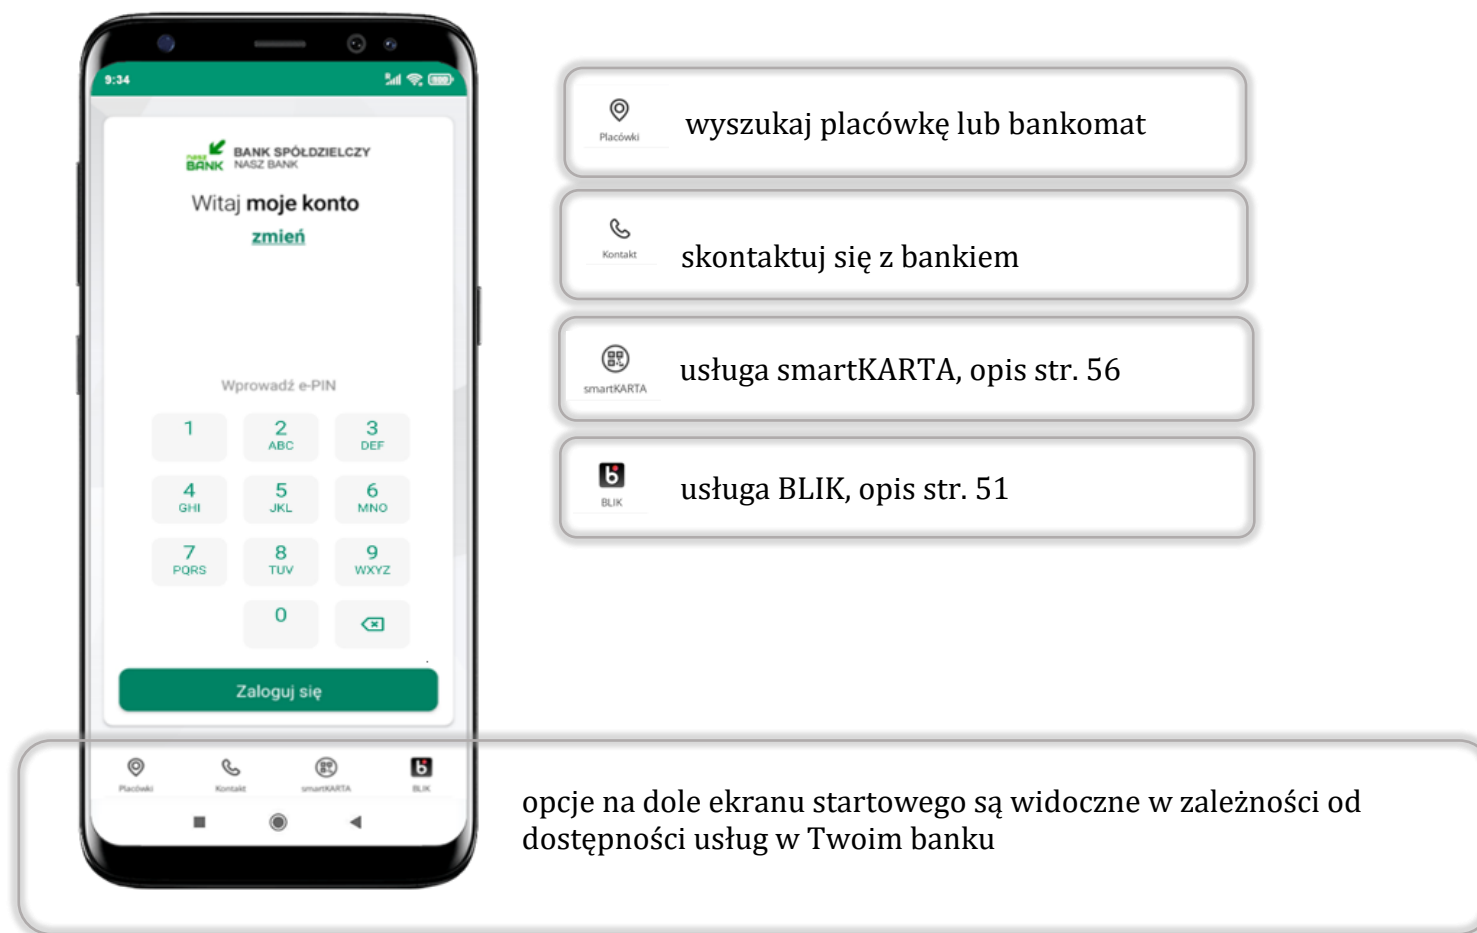 9:34
nasz BANK
BANK SPÓŁDZIELCZY
NASZ BANK
Witaj moje konto
zmień
Wprowadź e-PIN
1
2
ABC
3
DEF
4
GHI
5
JKL
6
MNO
7
PQRS
8
TUV
9
WXYZ
0
Zaloguj się
Placówki
Kontakt
smartKARTA
BLIK
Placówki
wyszukaj placówkę lub bankomat
Kontakt
skontaktuj się z bankiem
smartKARTA
usługa smartKARTA, opis str. 56
BLIK
usługa BLIK, opis str. 51
opcje na dole ekranu startowego są widoczne w zależności od
dostępności usług w Twoim banku